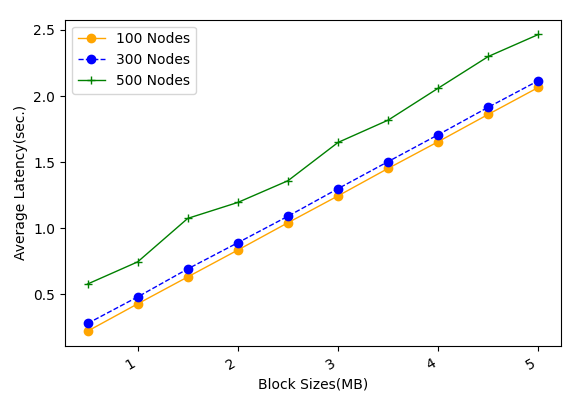 100 Nodes
300 Nodes
500 Nodes
2.5
2.0
1.5
1.0
0.5
Average Latency(sec.)
1 2 3 4 5
Block Sizes(MB)